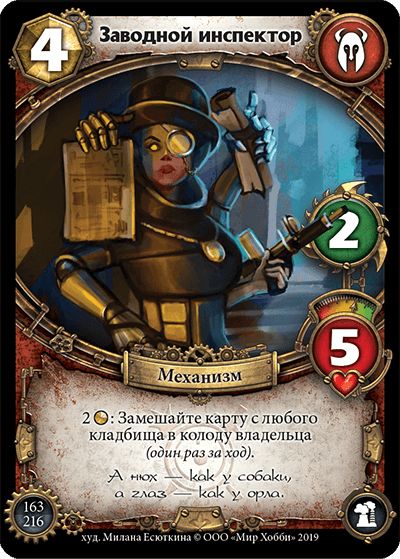 4
Заводной инспектор
2
5
Механизм
2 : Замешайте карту с любого
кладбища в колоду владельца
(один раз за ход).
А нюх — как у собаки,
а глаз — как у орла.
163
216
худ. Милана Есюткина © ООО «Мир Хобби» 2019